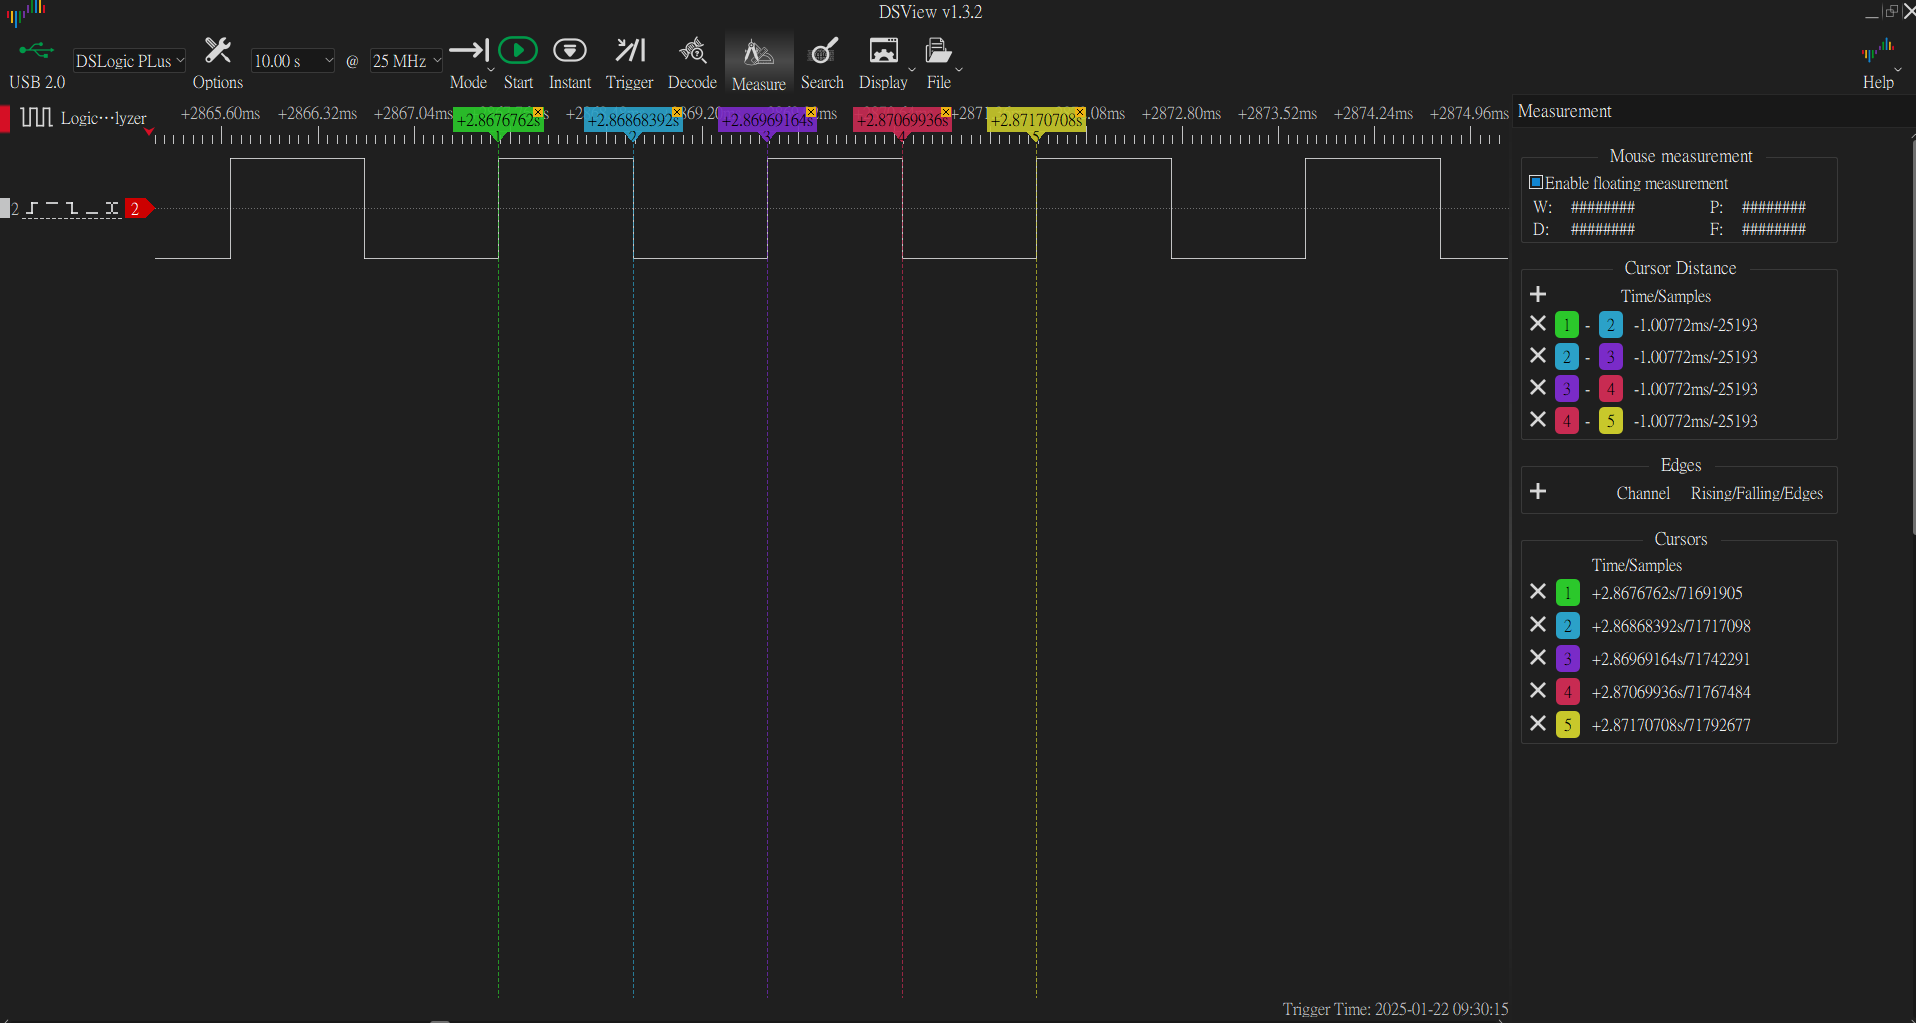 DSView v1.3.2
USB 2.0
DSLogic PLus
Options
10.00 s
@
25 MHz
Mode
Start
Instant
Trigger
Decode
Measure
Search
Display
File
Help
Logic⋯lyzer
+2865.60ms +2866.32ms +2867.04ms +2872.80ms +2873.52ms +2874.24ms +2874.96ms
+2.8676762s +2.86868392s +2.86969164s +2.87069936s +2.87170708s
1 2 3 4 5
2
2
Measurement
Mouse measurement
Enable floating measurement
W: ######## P: ########
D: ######## F: ########
Cursor Distance
Time/Samples
1 - 2 -1.00772ms/-25193
2 - 3 -1.00772ms/-25193
3 - 4 -1.00772ms/-25193
4 - 5 -1.00772ms/-25193
Edges
Channel Rising/Falling/Edges
Cursors
Time/Samples
1 +2.8676762s/71691905
2 +2.86868392s/71717098
3 +2.86969164s/71742291
4 +2.87069936s/71767484
5 +2.87170708s/71792677
Trigger Time: 2025-01-22 09:30:15